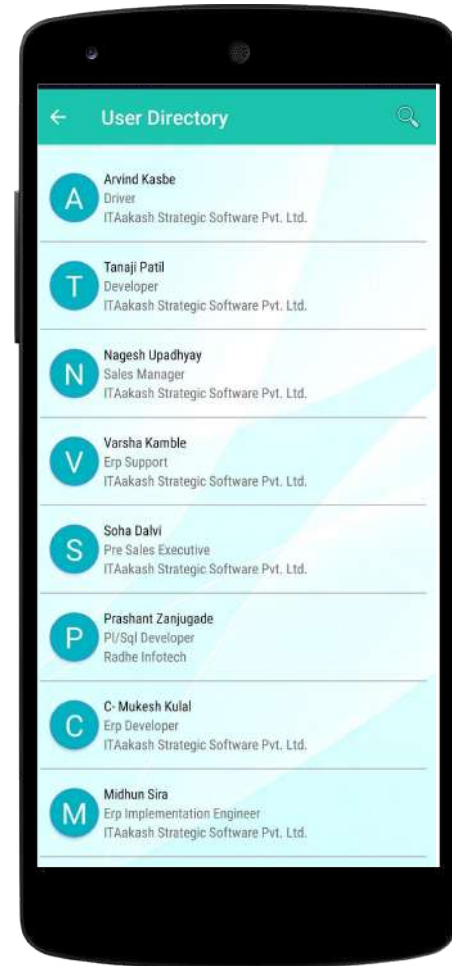 User Directory
A
Arvind Kasbe
Driver
ITAakash Strategic Software Pvt. Ltd.
T
Tanaji Patil
Developer
ITAakash Strategic Software Pvt. Ltd.
N
Nagesh Upadhyay
Sales Manager
ITAakash Strategic Software Pvt. Ltd.
V
Varsha Kamble
Erp Support
ITAakash Strategic Software Pvt. Ltd.
S
Soha Dalvi
Pre Sales Executive
ITAakash Strategic Software Pvt. Ltd.
P
Prashant Zanjugade
Pl/Sql Developer
Radhe Infotech
C
C- Mukesh Kulal
Erp Developer
ITAakash Strategic Software Pvt. Ltd.
M
Midhun Sira
Erp Implementation Engineer
ITAakash Strategic Software Pvt. Ltd.